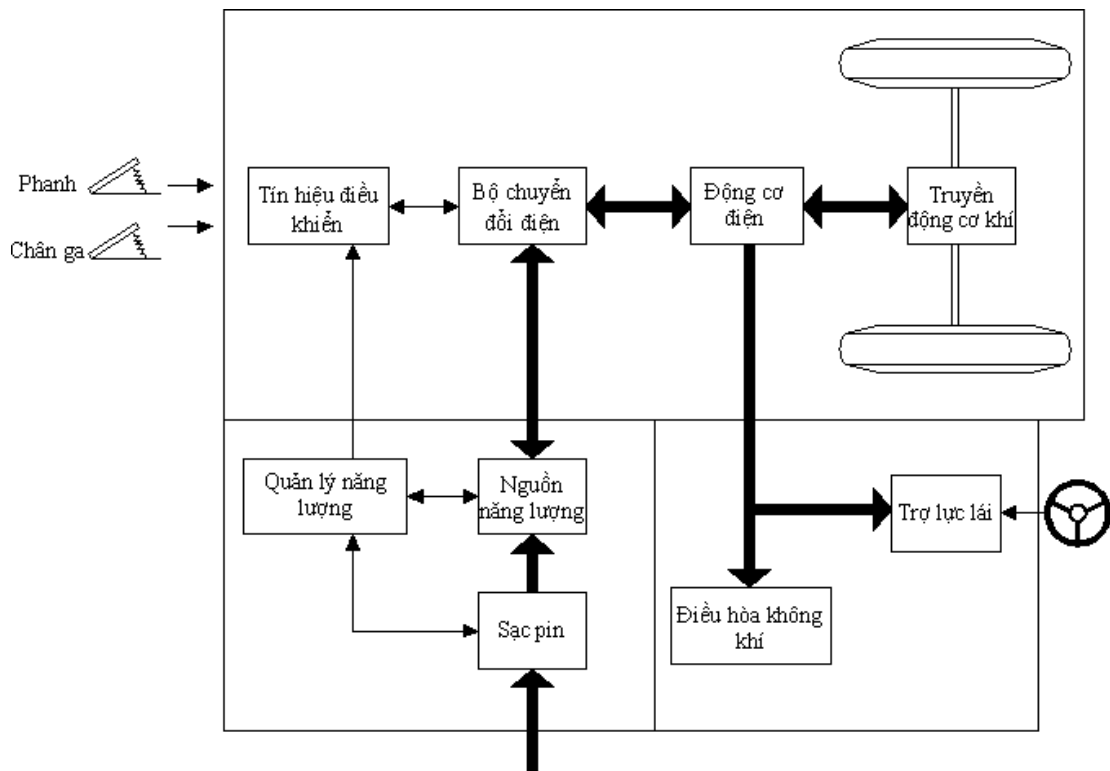 Phanh
Chân ga
Tín hiệu điều
khiển
Bộ chuyển
đổi điện
Động cơ
điện
Truyền
động cơ khí
Quản lý năng
lượng
Nguồn
năng lượng
Trợ lực lái
Sạc pin
Điều hòa không
khí